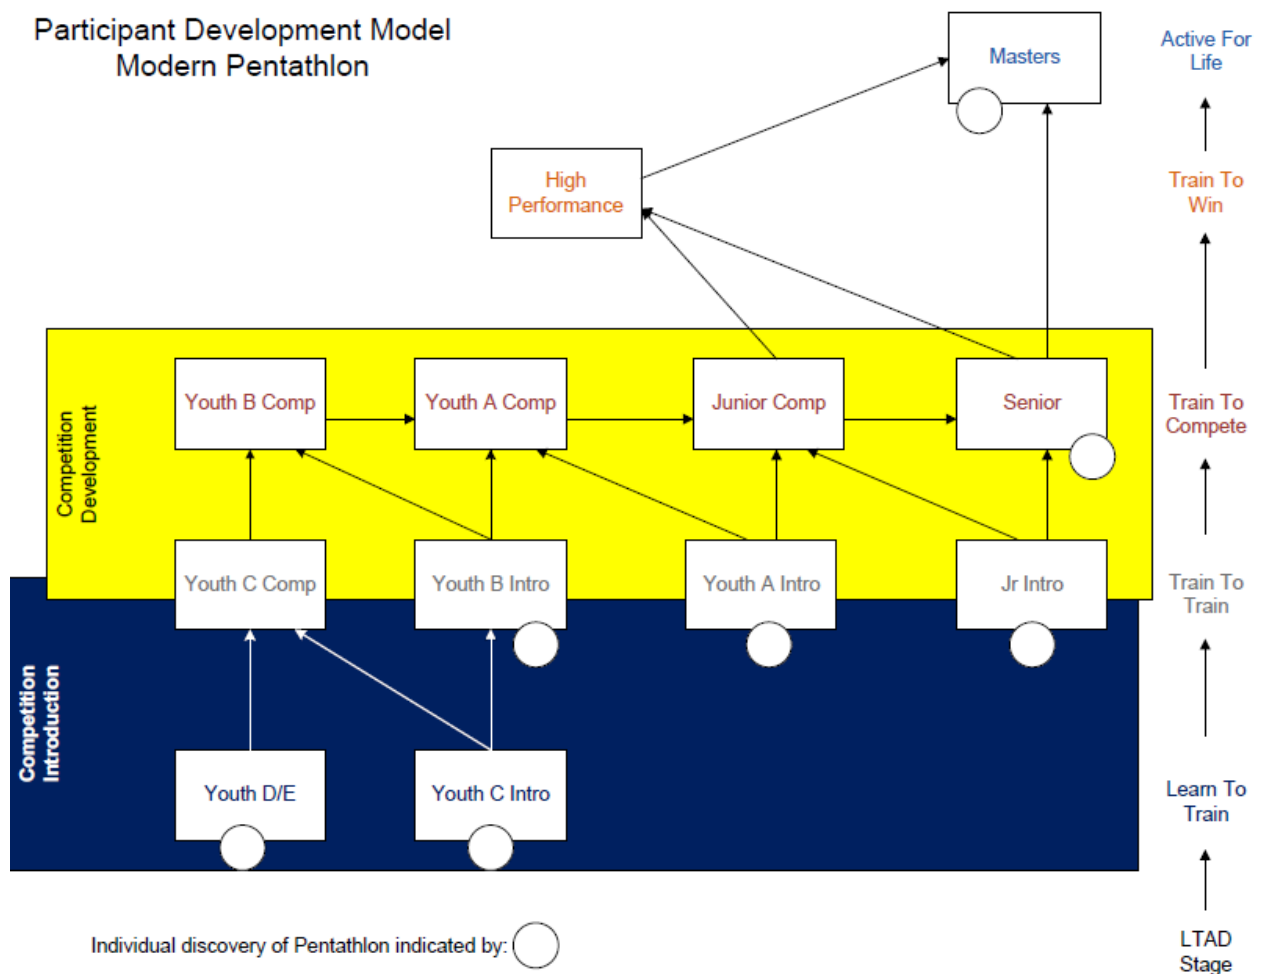 Participant Development Model
Modern Pentathlon
Masters
Active For
Life
High
Performance
Train To
Win
Competition
Development
Youth B Comp
Youth A Comp
Junior Comp
Senior
Train To
Compete
Youth C Comp
Youth B Intro
Youth A Intro
Jr Intro
Train To
Train
Competition
Introduction
Youth D/E
Youth C Intro
Learn To
Train
Individual discovery of Pentathlon indicated by:
LTAD
Stage